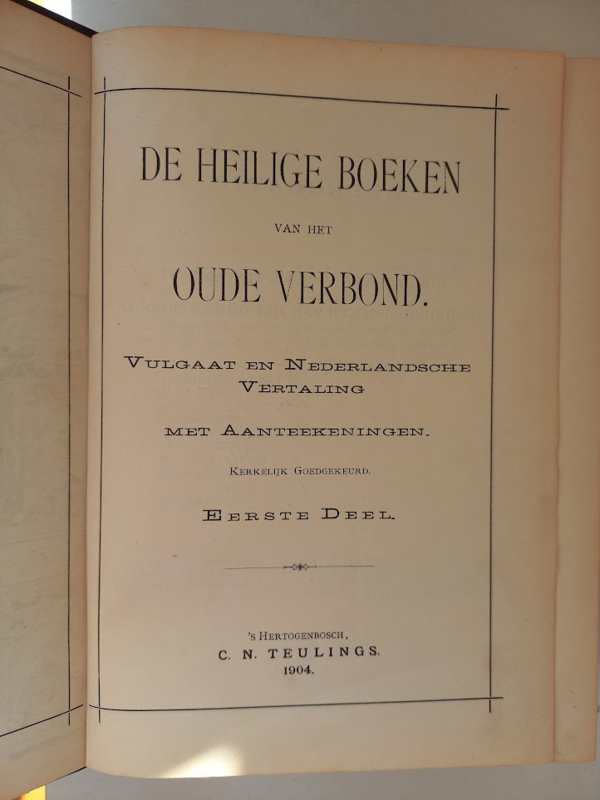 DE HEILIGE BOEKEN
VAN HET
OUDE VERBOND.
VULGAAT EN NEDERLANDSCHE
VERTALING
MET AANTEEKENINGEN.
KERKELIJK GOEDGEKEURD.
EERSTE DEEL.
'S HERTOGENBOSCH,
C. N. TEULINGS.
1904.